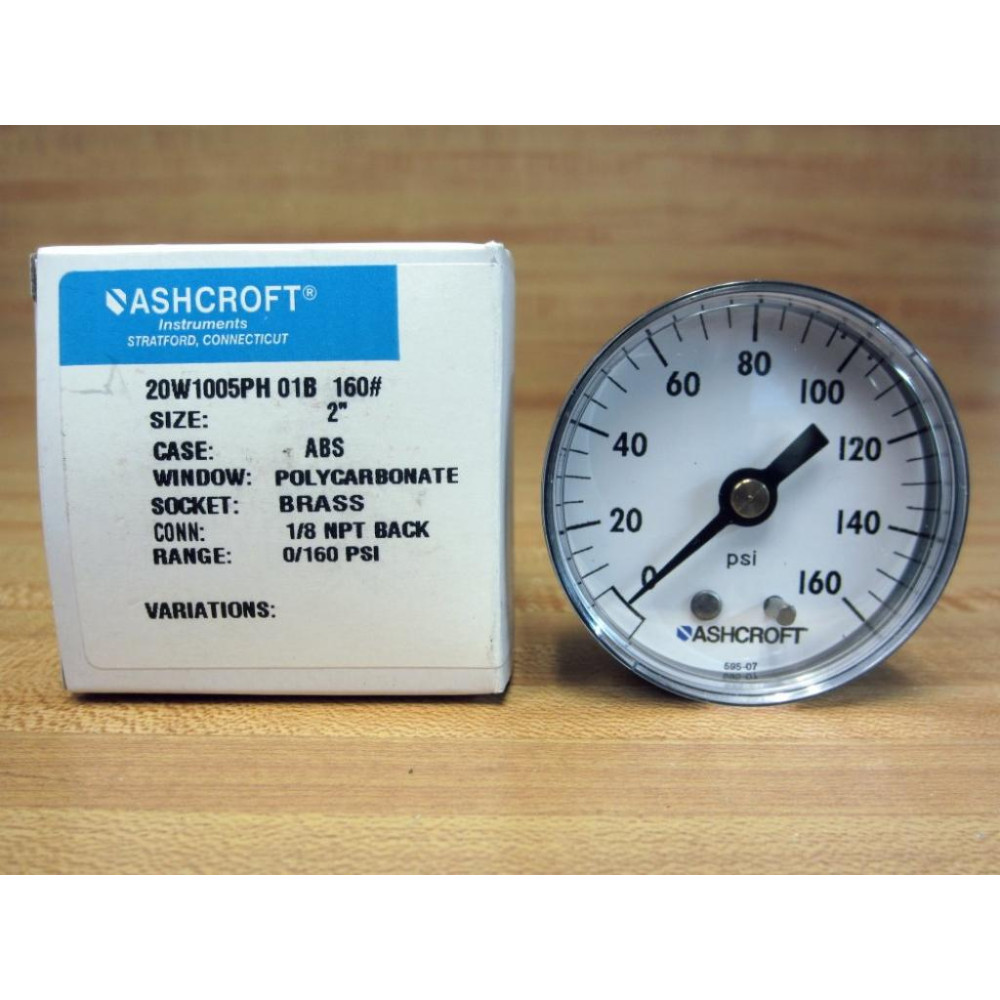 ASHCROFT®
Instruments
STRATFORD, CONNECTICUT
20W1005PH 01B 160#
SIZE: 2"
CASE: ABS
WINDOW: POLYCARBONATE
SOCKET: BRASS
CONN: 1/8 NPT BACK
RANGE: 0/160 PSI
VARIATIONS:
0
20
40
60
80
100
120
140
160
psi
ASHCROFT
595-07